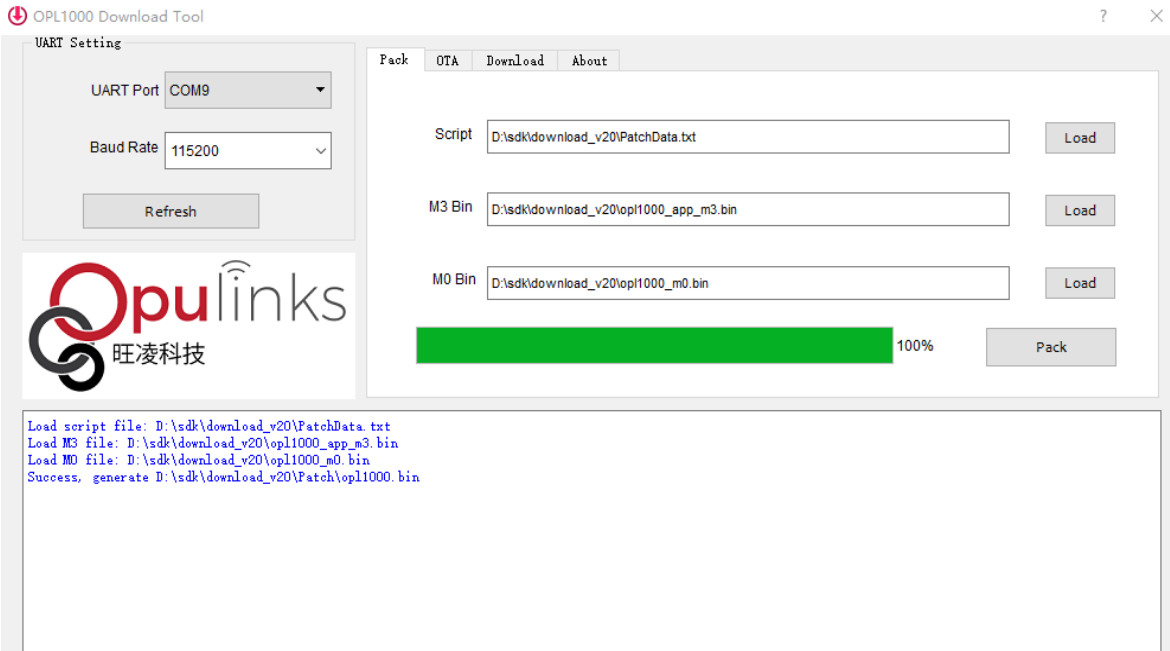 OPL1000 Download Tool
?
UART Setting
UART Port COM9
Baud Rate 115200
Refresh
Opulinks
旺凌科技
Pack OTA Download About
Script D:\sdk\download_v20\PatchData.txt Load
M3 Bin D:\sdk\download_v20\opl1000_app_m3.bin Load
M0 Bin D:\sdk\download_v20\opl1000_m0.bin Load
100% Pack
Load script file: D:\sdk\download_v20\PatchData.txt
Load M3 file: D:\sdk\download_v20\opl1000_app_m3.bin
Load M0 file: D:\sdk\download_v20\opl1000_m0.bin
Success, generate D:\sdk\download_v20\Patch\opl1000.bin